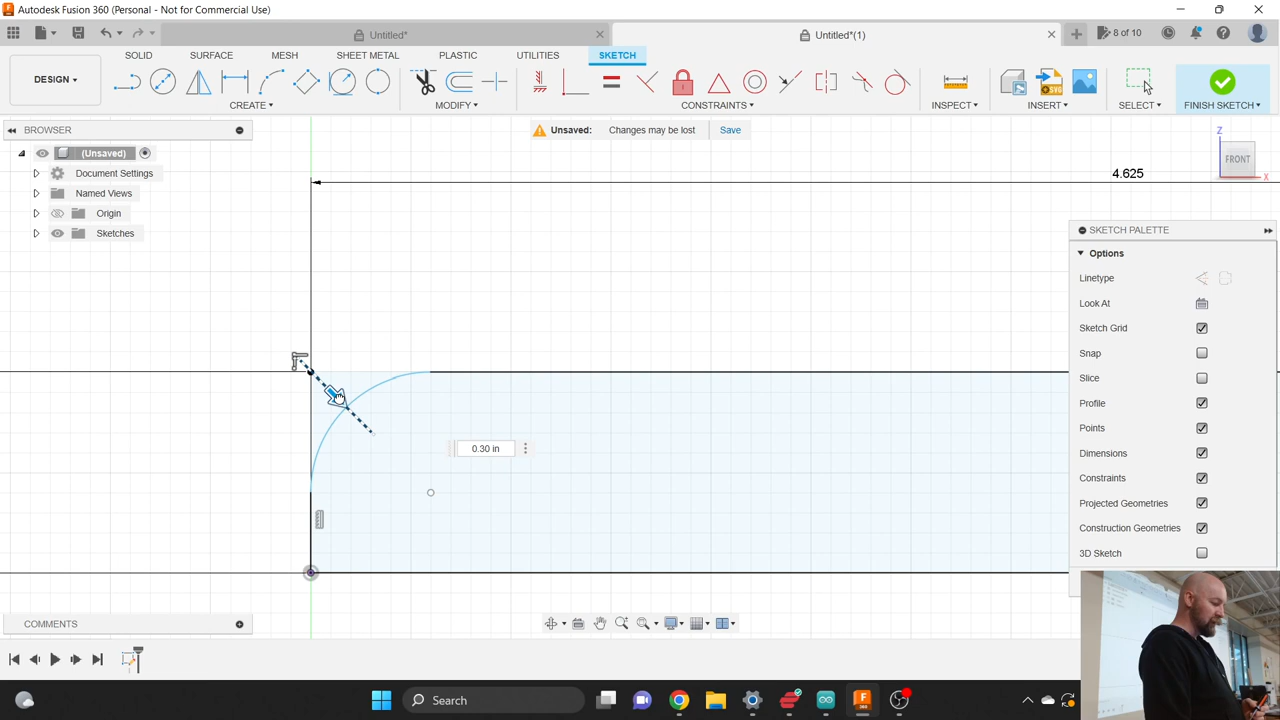 Autodesk Fusion 360 (Personal - Not for Commercial Use)
Untitled*
Untitled*(1)
8 of 10
SOLID
SURFACE
MESH
SHEET METAL
PLASTIC
UTILITIES
SKETCH
DESIGN
CREATE
MODIFY
CONSTRAINTS
INSPECT
INSERT
SVG
SELECT
FINISH SKETCH
BROWSER
Unsaved: Changes may be lost
Save
(Unsaved)
Document Settings
Named Views
Origin
Sketches
4.625
Z
FRONT
X
SKETCH PALETTE
Options
Linetype
Look At
Sketch Grid
Snap
Slice
Profile
Points
Dimensions
Constraints
Projected Geometries
Construction Geometries
3D Sketch
0.30 in
COMMENTS
Search